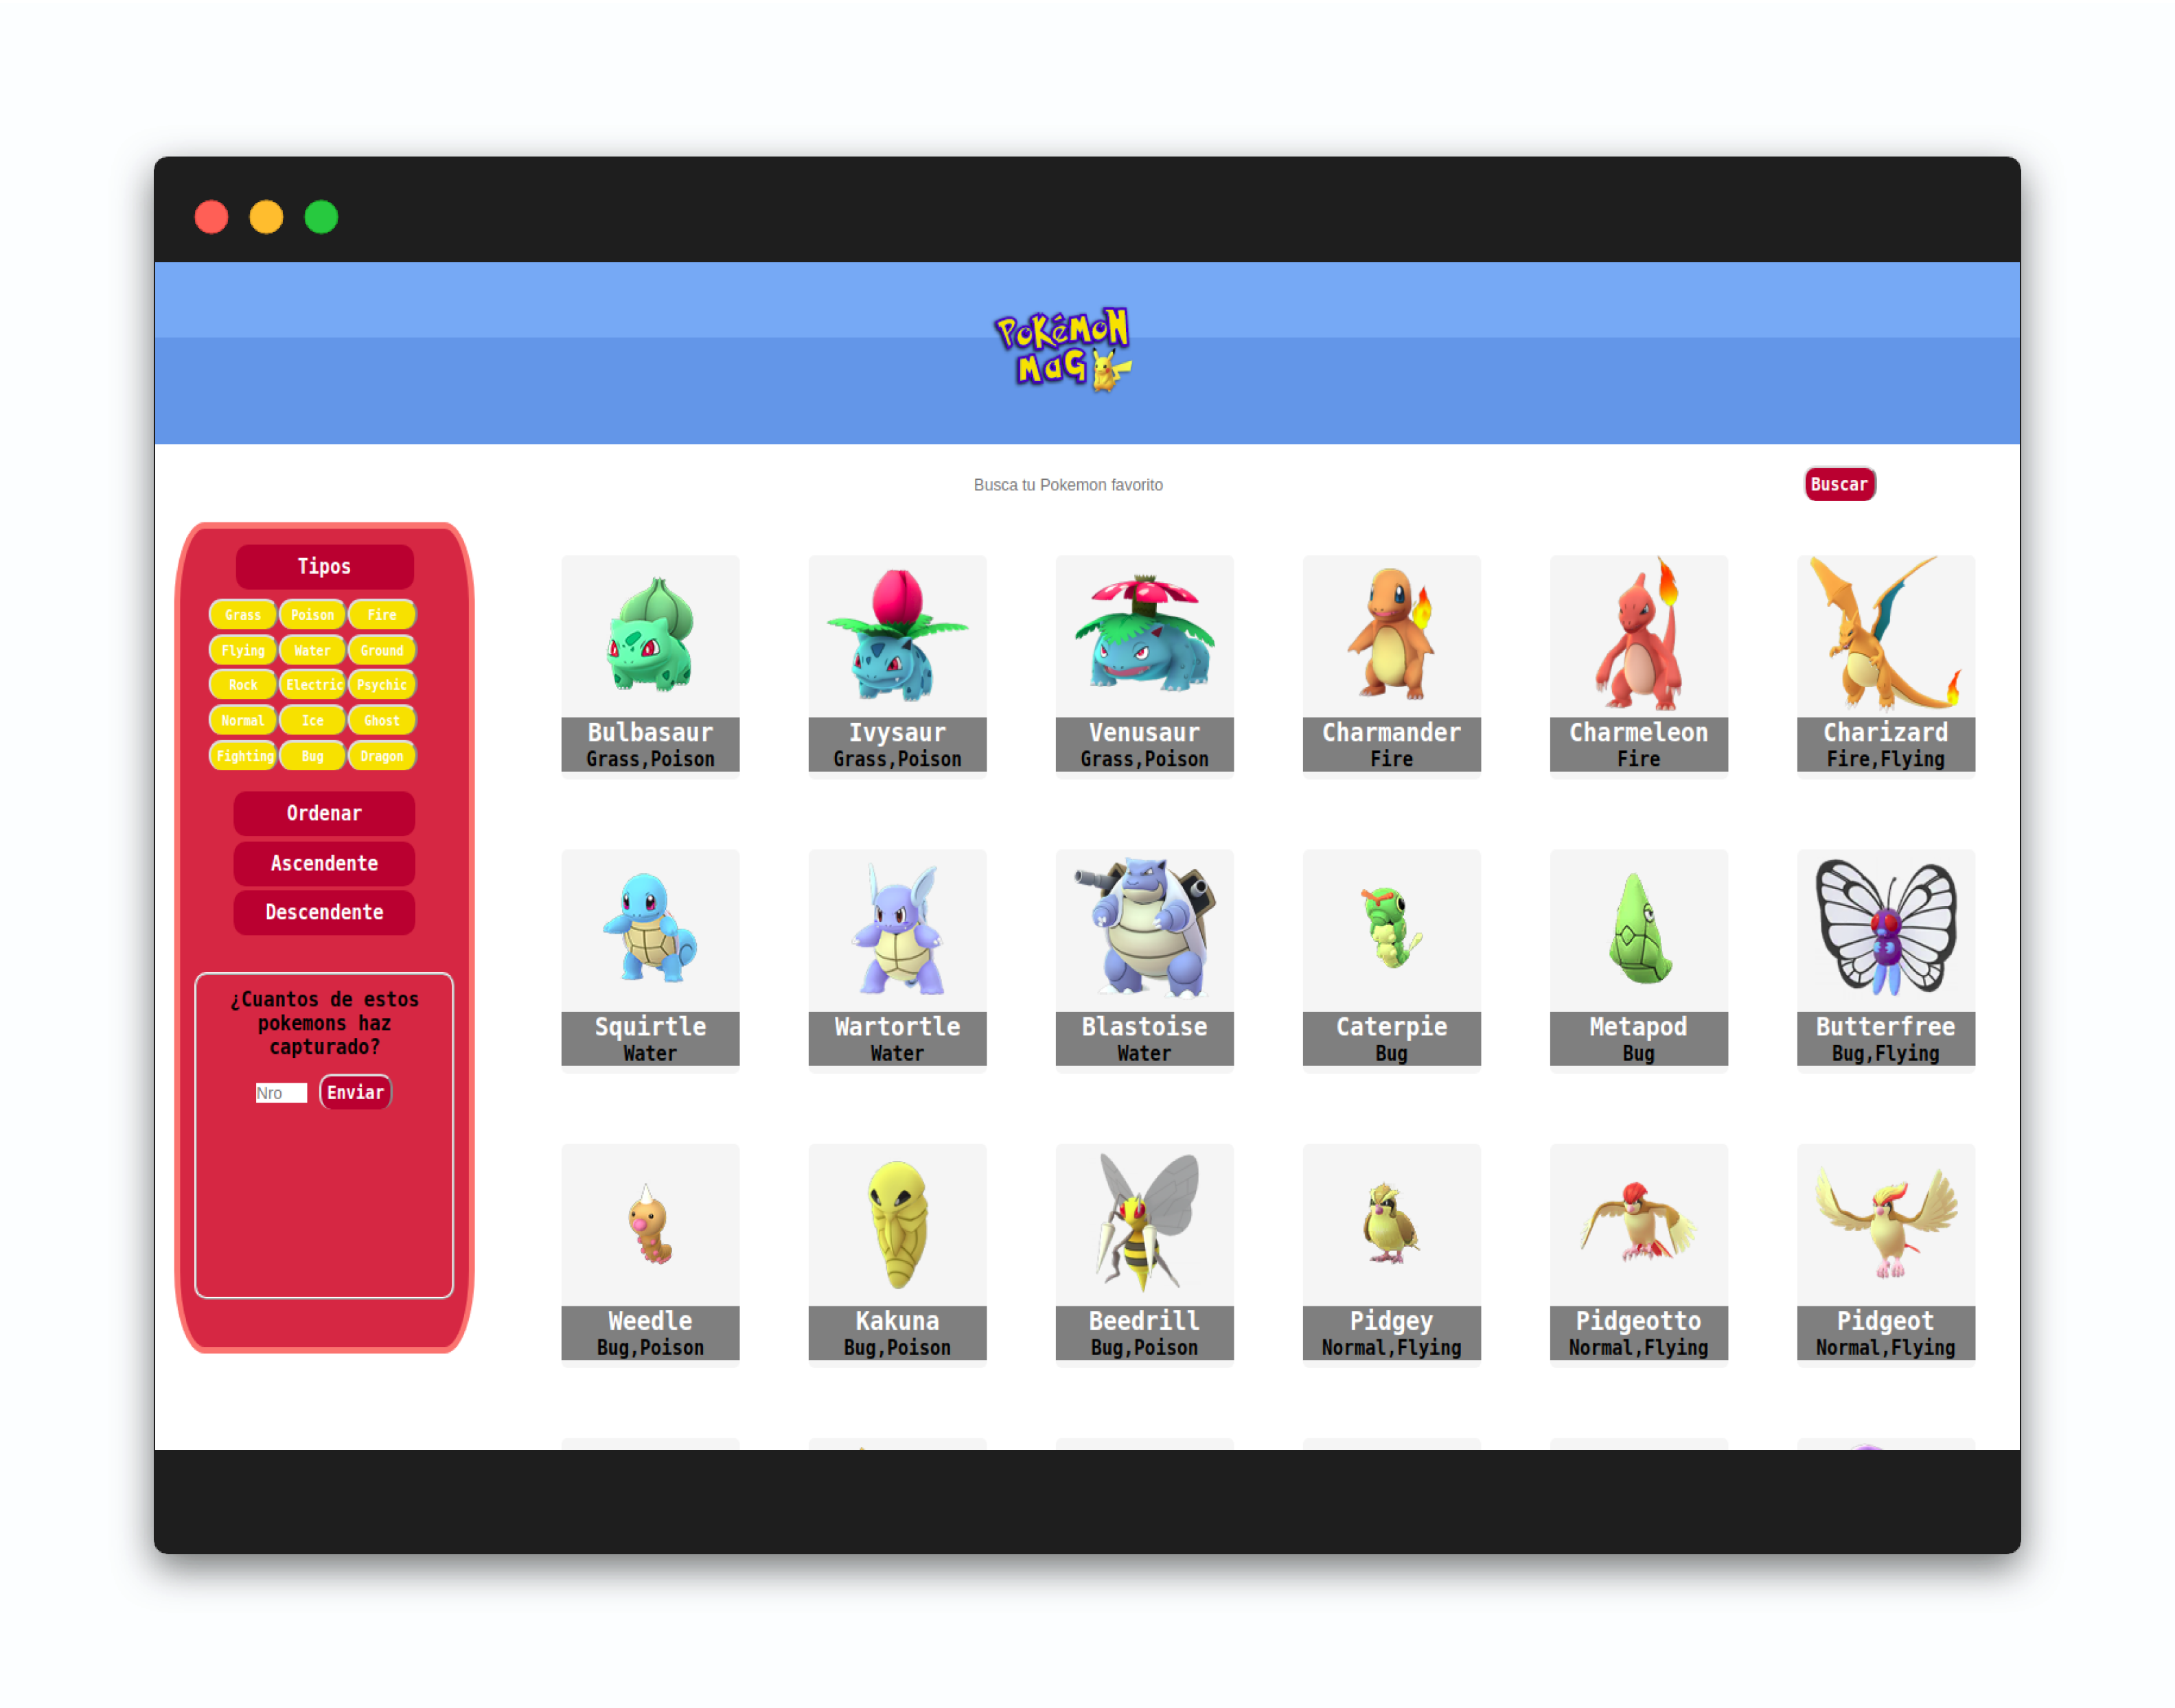 PoKéMoN
MaG
Busca tu Pokemon favorito
Buscar
Tipos
Grass Poison Fire
Flying Water Ground
Rock Electric Psychic
Normal Ice Ghost
Fighting Bug Dragon
Ordenar
Ascendente
Descendente
¿Cuantos de estos
pokemons haz
capturado?
Nro Enviar
Bulbasaur
Grass,Poison
Ivysaur
Grass,Poison
Venusaur
Grass,Poison
Charmander
Fire
Charmeleon
Fire
Charizard
Fire,Flying
Squirtle
Water
Wartortle
Water
Blastoise
Water
Caterpie
Bug
Metapod
Bug
Butterfree
Bug,Flying
Weedle
Bug,Poison
Kakuna
Bug,Poison
Beedrill
Bug,Poison
Pidgey
Normal,Flying
Pidgeotto
Normal,Flying
Pidgeot
Normal,Flying